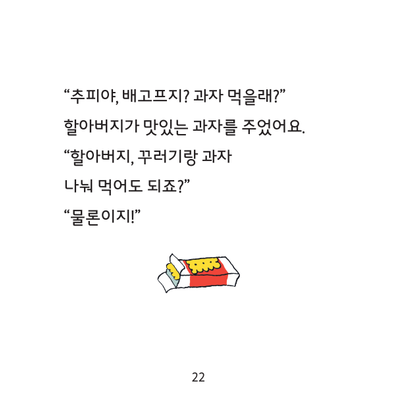 “추피야, 배고프지? 과자 먹을래?”
할아버지가 맛있는 과자를 주었어요.
“할아버지, 꾸러기랑 과자
나눠 먹어도 되죠?”
“물론이지!”
22